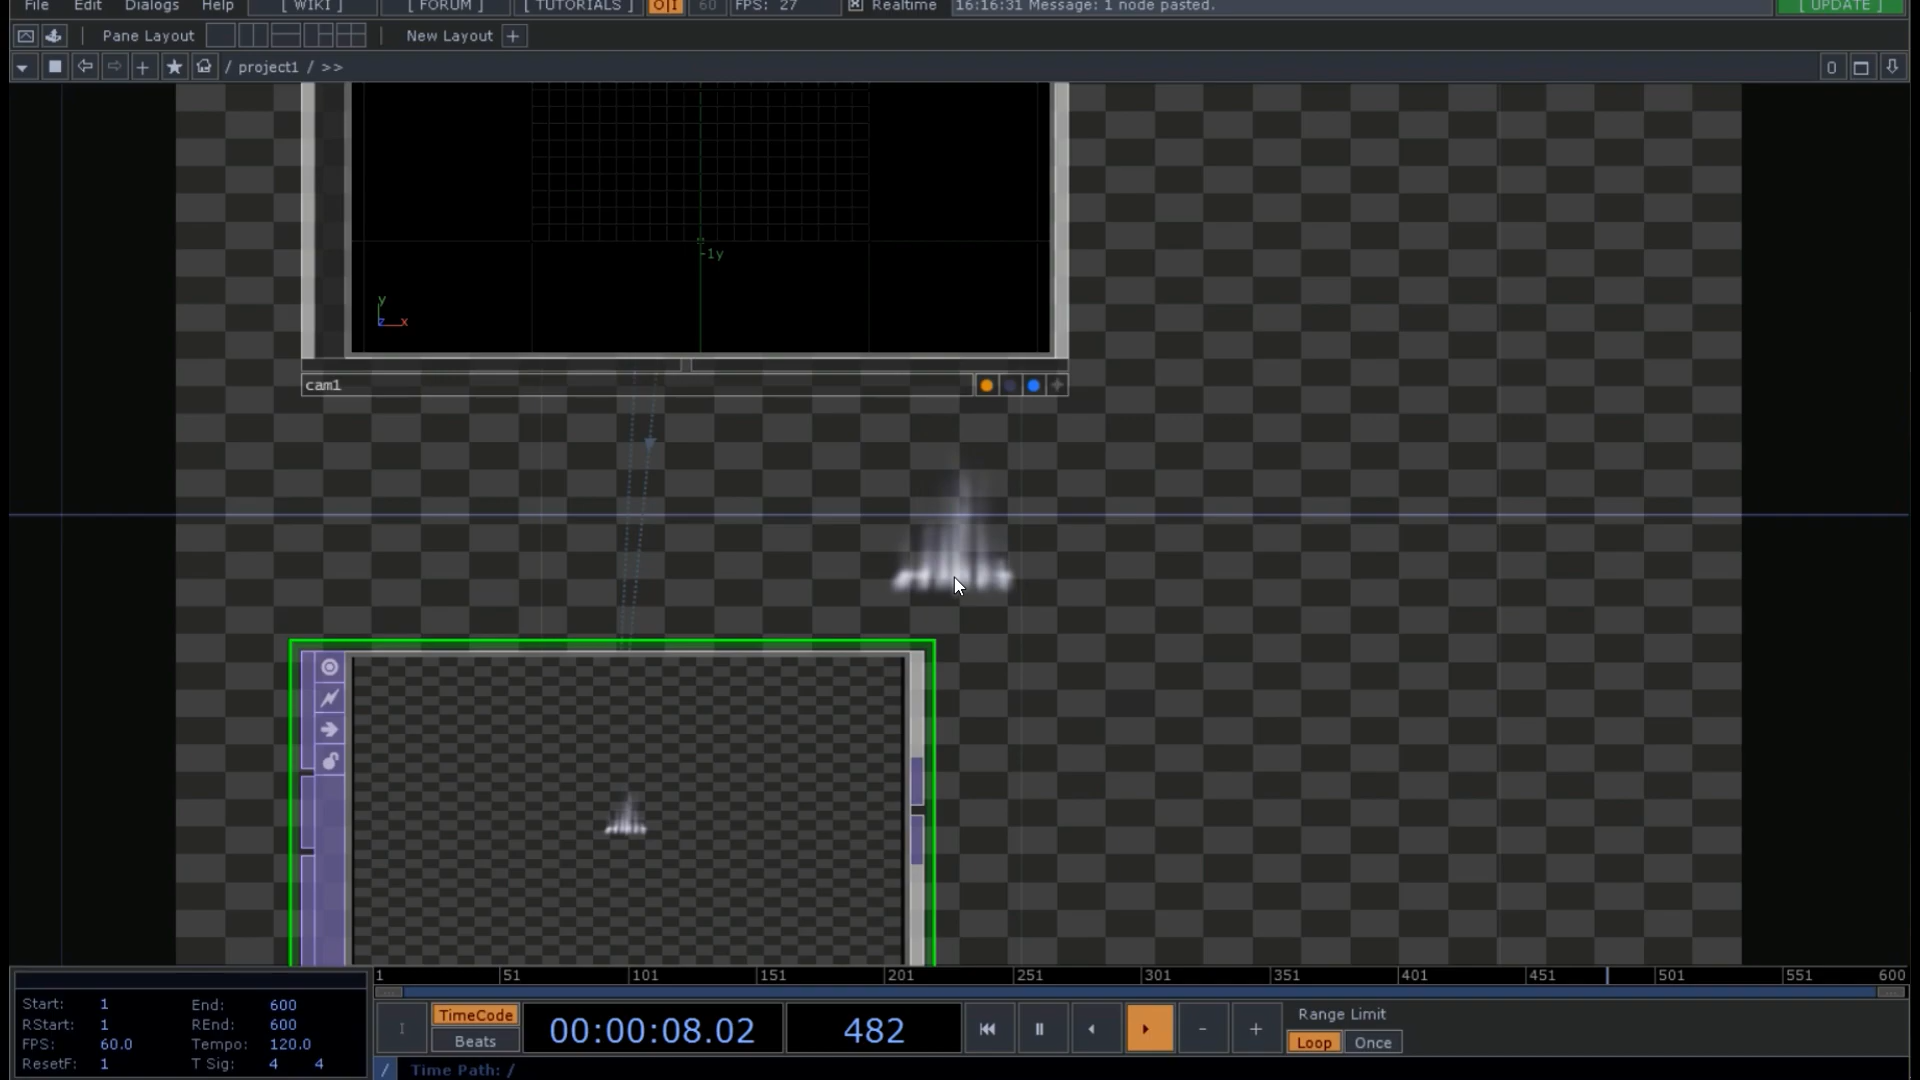 File Edit Dialogs Help [ WIKI ] [ FORUM ] [ TUTORIALS ] O|I 60 FPS: 27 Realtime 16:16:31 Message: 1 node pasted. [ UPDATE ]
Pane Layout New Layout +
/ project1 / >> 0
-1y
y
z x
cam1
1 51 101 151 201 251 301 351 401 451 501 551 600
Start: 1 End: 600
RStart: 1 REnd: 600
FPS: 60.0 Tempo: 120.0
ResetF: 1 T Sig: 4 4
I TimeCode Beats 00:00:08.02 482 - + Range Limit
Loop Once
/ Time Path: /